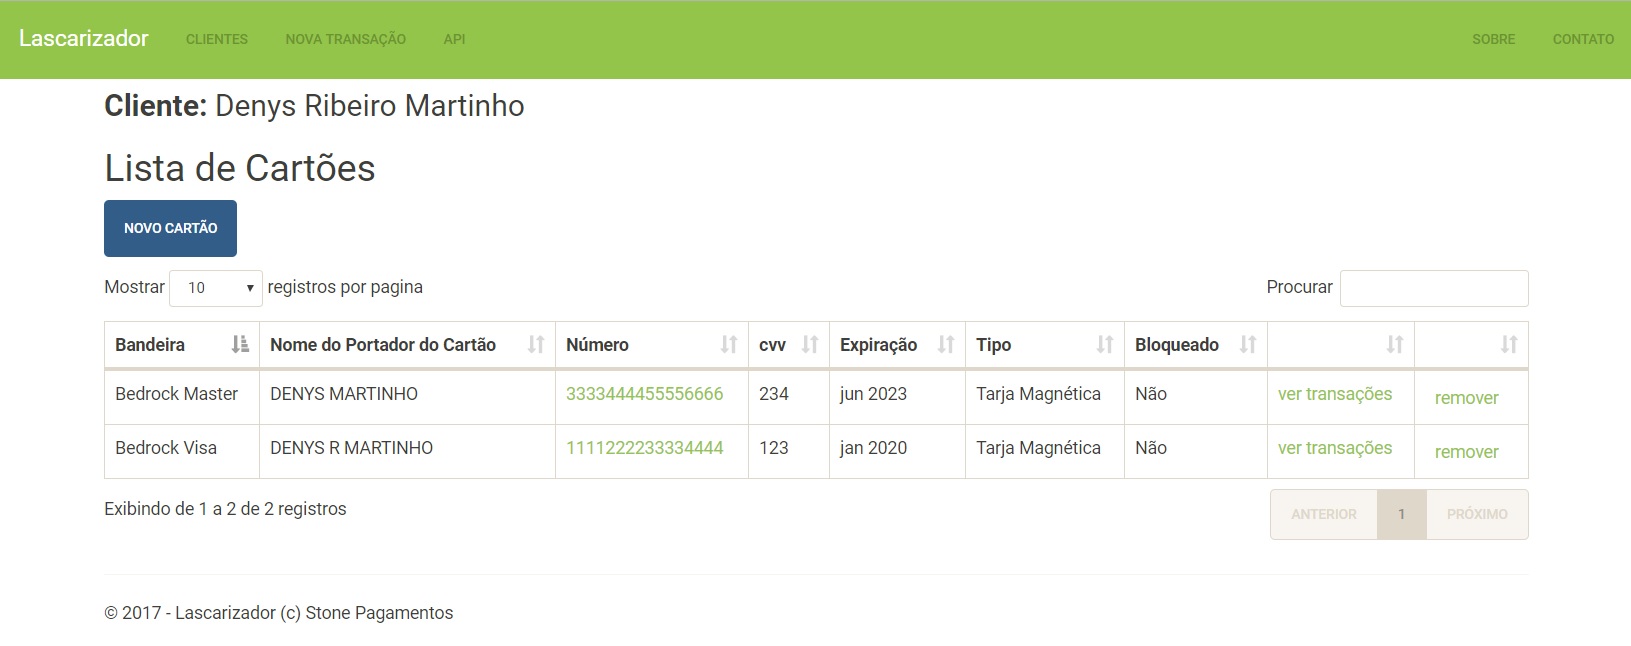 Lascarizador CLIENTES NOVA TRANSAÇÃO API SOBRE CONTATO
Cliente: Denys Ribeiro Martinho
Lista de Cartões
NOVO CARTÃO
Mostrar 10 registros por pagina Procurar
Bandeira Nome do Portador do Cartão Número cvv Expiração Tipo Bloqueado
Bedrock Master DENYS MARTINHO 3333444455556666 234 jun 2023 Tarja Magnética Não ver transações remover
Bedrock Visa DENYS R MARTINHO 1111222233334444 123 jan 2020 Tarja Magnética Não ver transações remover
Exibindo de 1 a 2 de 2 registros ANTERIOR 1 PRÓXIMO
© 2017 - Lascarizador (c) Stone Pagamentos